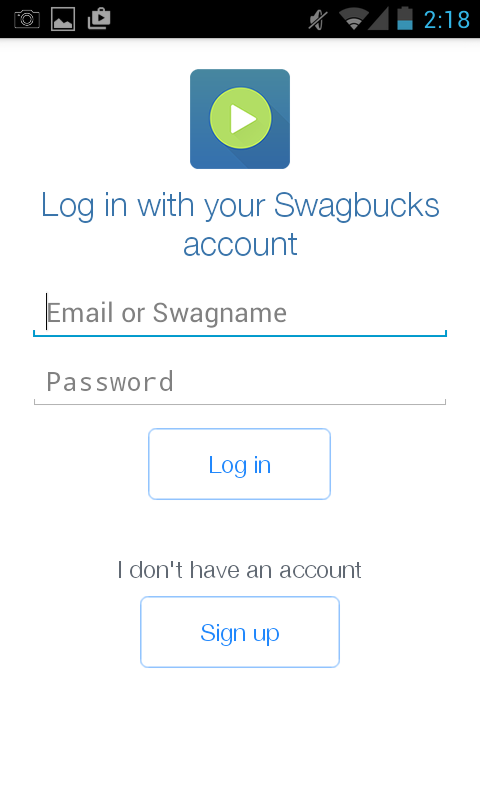 2:18
Log in with your Swagbucks
account
Email or Swagname
Password
Log in
I don't have an account
Sign up